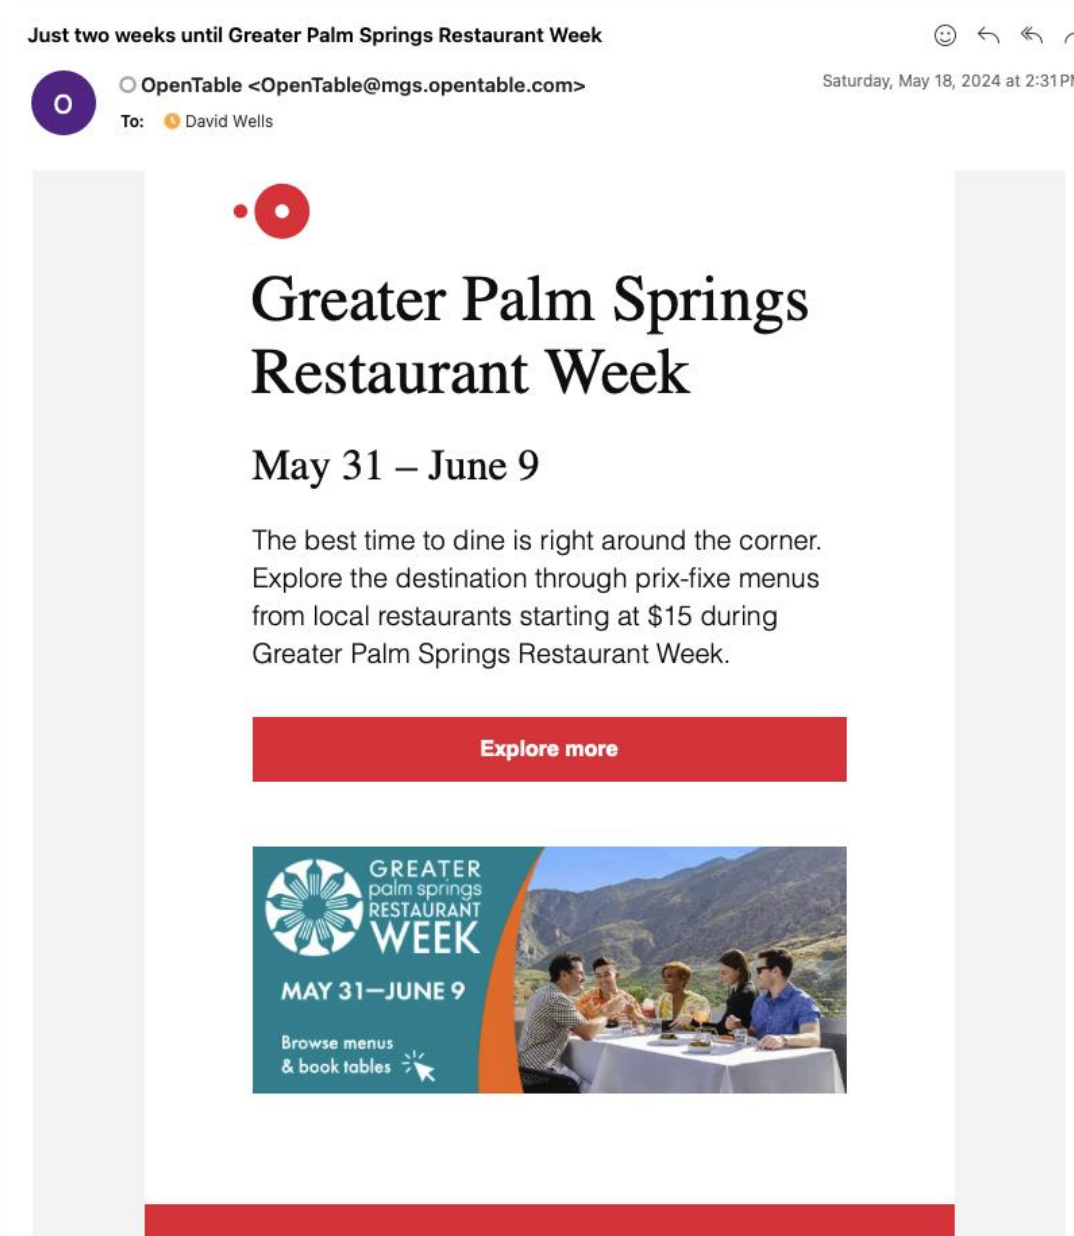 Just two weeks until Greater Palm Springs Restaurant Week
O
OpenTable <OpenTable@mgs.opentable.com>
Saturday, May 18, 2024 at 2:31 PM
To: David Wells
Greater Palm Springs
Restaurant Week
May 31 – June 9
The best time to dine is right around the corner.
Explore the destination through prix-fixe menus
from local restaurants starting at $15 during
Greater Palm Springs Restaurant Week.
Explore more
GREATER
palm springs
RESTAURANT
WEEK
MAY 31–JUNE 9
Browse menus
& book tables